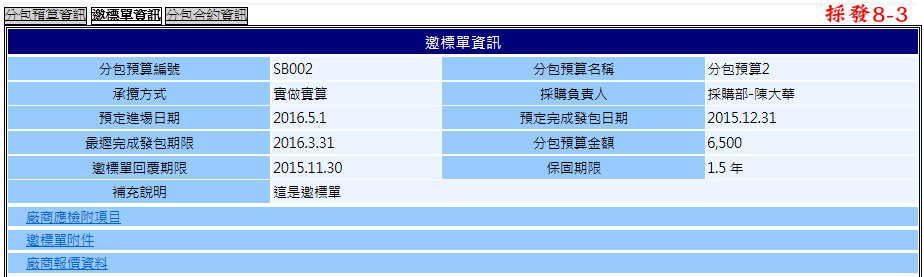 分包預算資訊 邀標單資訊 分包合約資訊 採發8-3
邀標單資訊
分包預算編號 SB002 分包預算名稱 分包預算2
承攬方式 實做實算 採購負責人 採購部-陳大華
預定進場日期 2016.5.1 預定完成發包日期 2015.12.31
最遲完成發包期限 2016.3.31 分包預算金額 6,500
邀標單回覆期限 2015.11.30 保固期限 1.5 年
補充說明 這是邀標單
廠商應檢附項目
邀標單附件
廠商報價資料